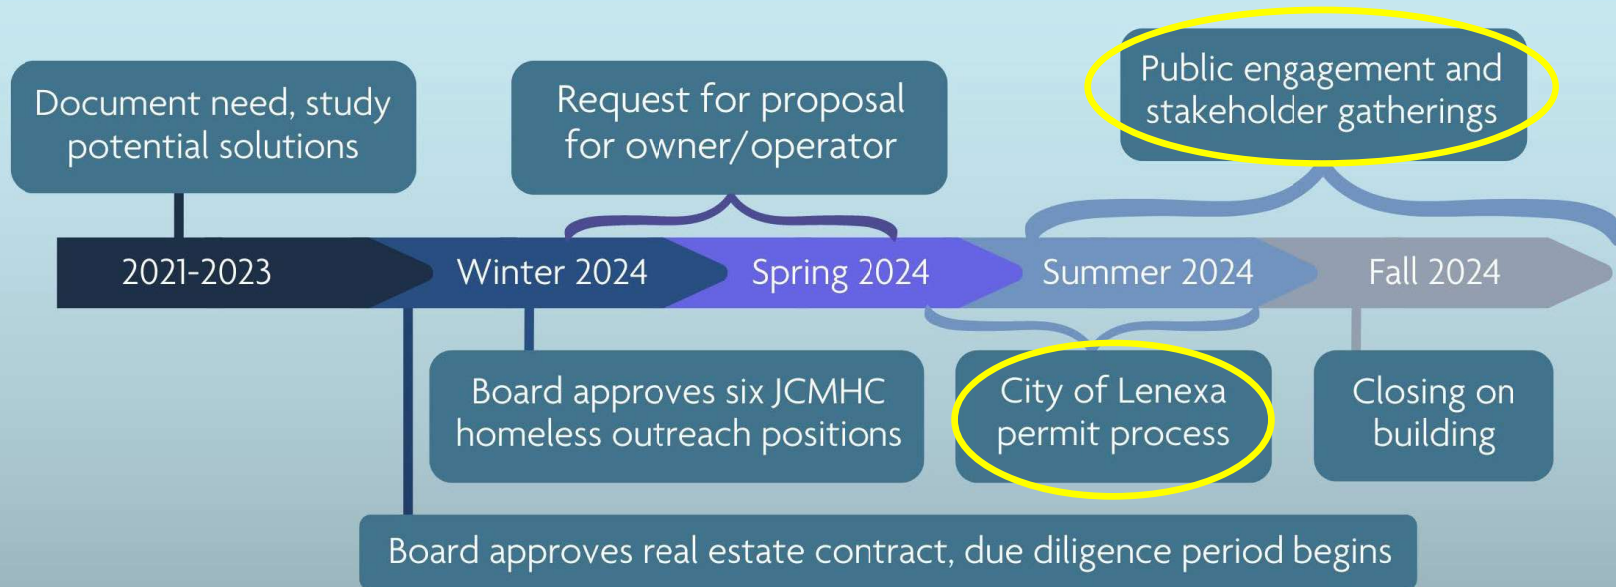 Document need, study
potential solutions
Request for proposal
for owner/operator
Public engagement and
stakeholder gatherings
2021-2023
Winter 2024
Spring 2024
Summer 2024
Fall 2024
Board approves six JCMHC
homeless outreach positions
City of Lenexa
permit process
Closing on
building
Board approves real estate contract, due diligence period begins